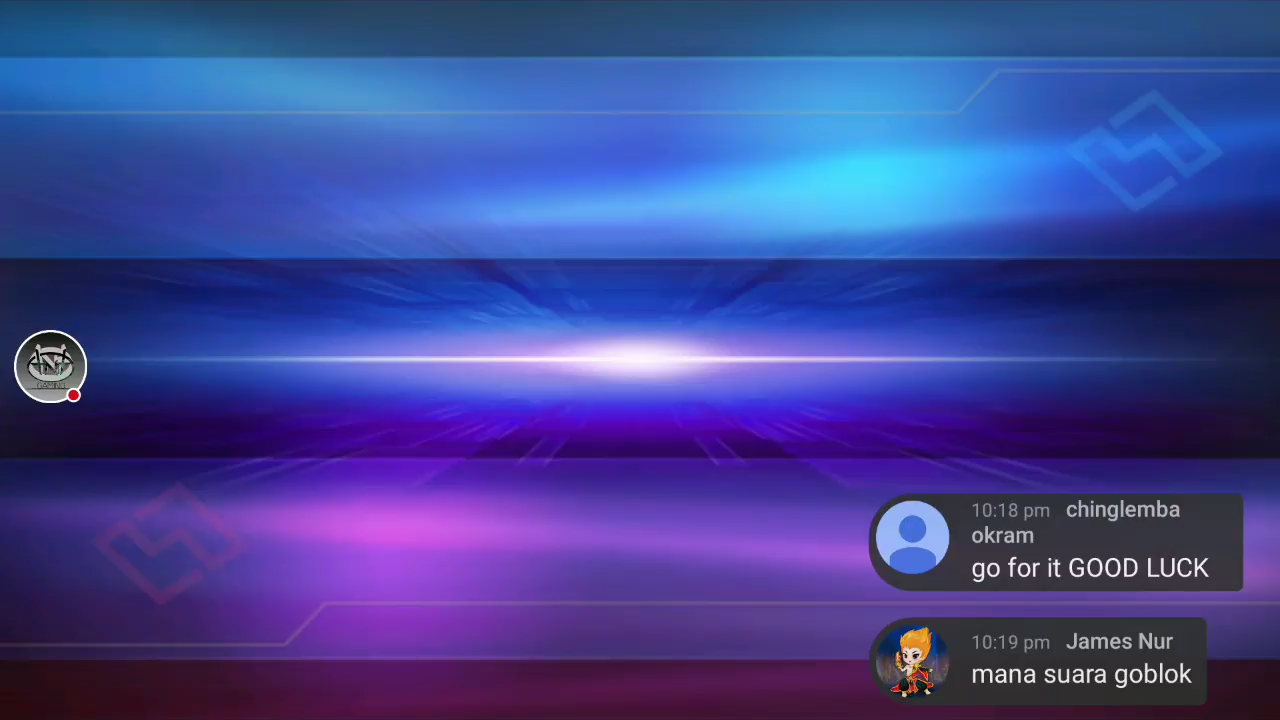 10:18 pm chinglemba
okram
go for it GOOD LUCK
10:19 pm James Nur
mana suara goblok